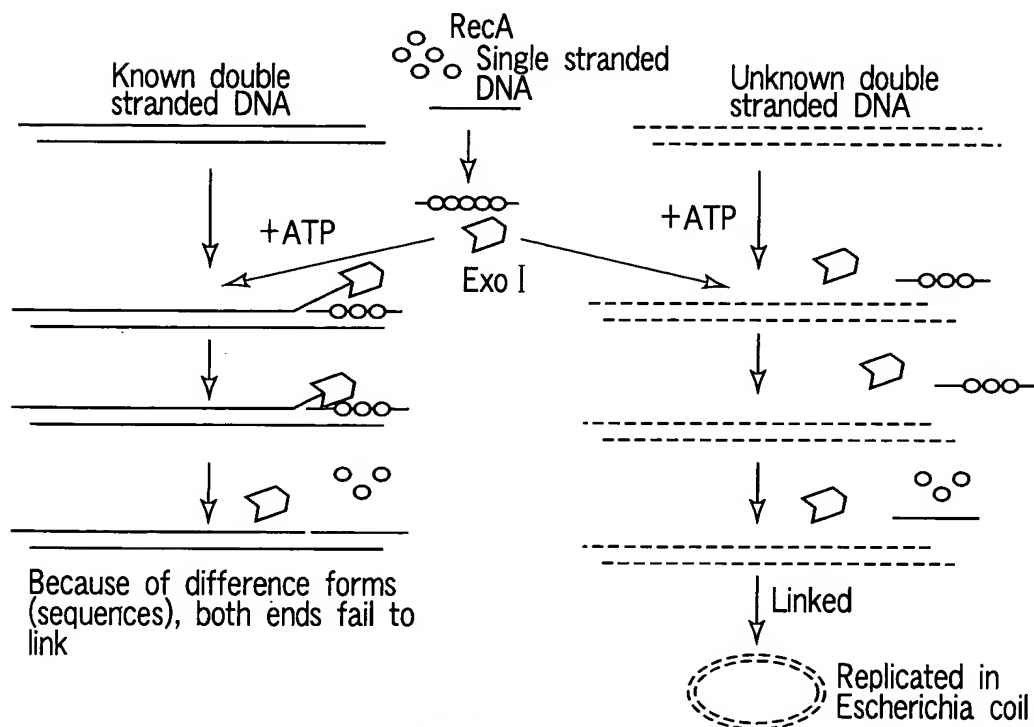 RecA
Single stranded
DNA
Known double
stranded DNA
Unknown double
stranded DNA
+ATP
Exo I
+ATP
Because of difference forms
(sequences), both ends fail to
link
Linked
Replicated in
Escherichia coil